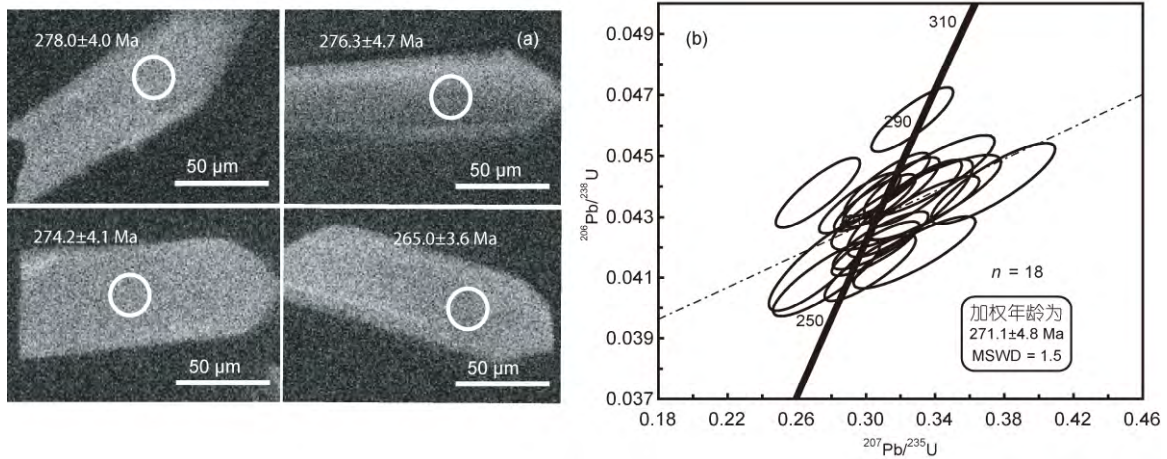 278.0±4.0 Ma
276.3±4.7 Ma
(a)
50 μm
50 μm
274.2±4.1 Ma
265.0±3.6 Ma
50 μm
50 μm
(b)
310
290
250
n = 18
加权年龄为
271.1±4.8 Ma
MSWD = 1.5
²⁰⁶Pb/²³⁸U
0.049
0.047
0.045
0.043
0.041
0.039
0.037
0.18 0.22 0.26 0.30 0.34 0.38 0.42 0.46
²⁰⁷Pb/²³⁵U